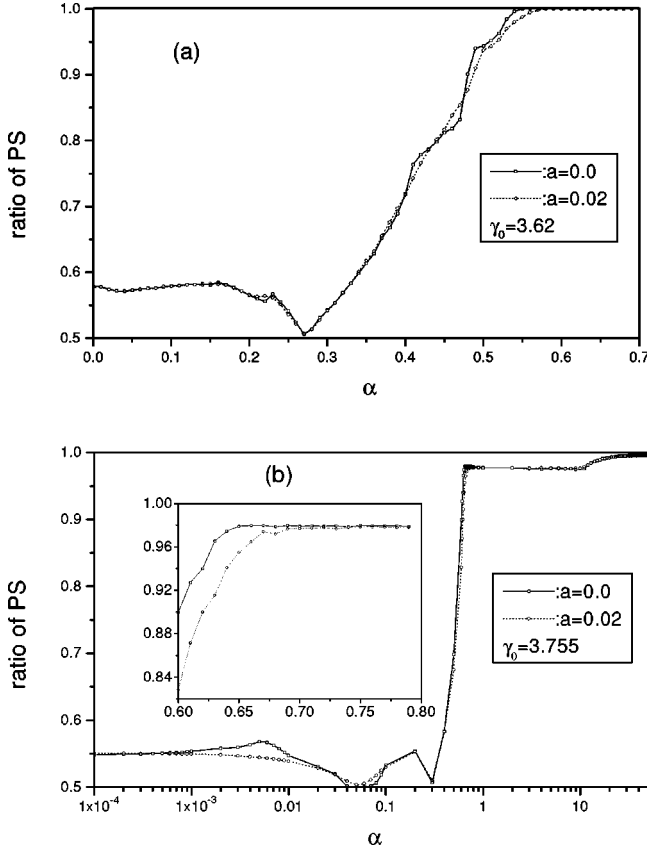 (a)
ratio of PS
1.0
0.9
0.8
0.7
0.6
0.5
:a=0.0
:a=0.02
γ₀=3.62
0.0 0.1 0.2 0.3 0.4 0.5 0.6 0.7
α
(b)
ratio of PS
1.0
0.9
0.8
0.7
0.6
0.5
1.00
0.96
0.92
0.88
0.84
0.60 0.65 0.70 0.75 0.80
:a=0.0
:a=0.02
γ₀=3.755
1x10⁻⁴ 1x10⁻³ 0.01 0.1 1 10
α